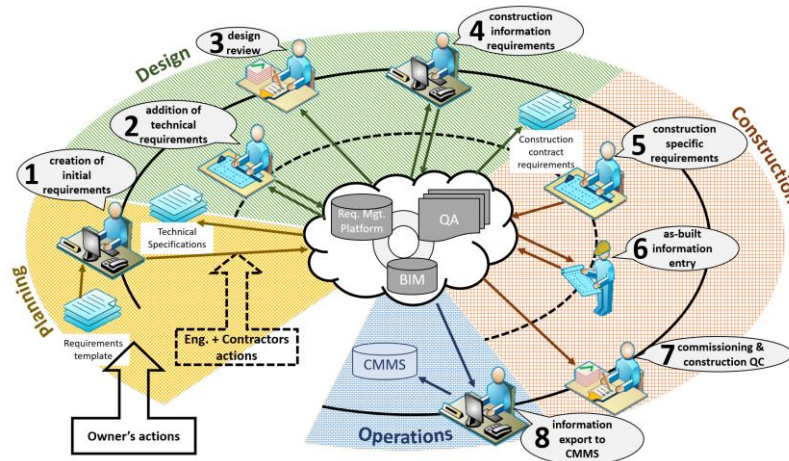 Design
3 design
review
4 construction
information
requirements
2 addition of
technical
requirements
1 creation of
initial
requirements
Construction
contract
requirements
5 construction
specific
requirements
Construction
Technical
Specifications
Req. Mgt.
Platform
QA
BIM
6 as-built
information
entry
Planning
Requirements
template
Eng. + Contractors
actions
CMMS
7 commissioning &
construction QC
Owner's actions
Operations
8 information
export to
CMMS